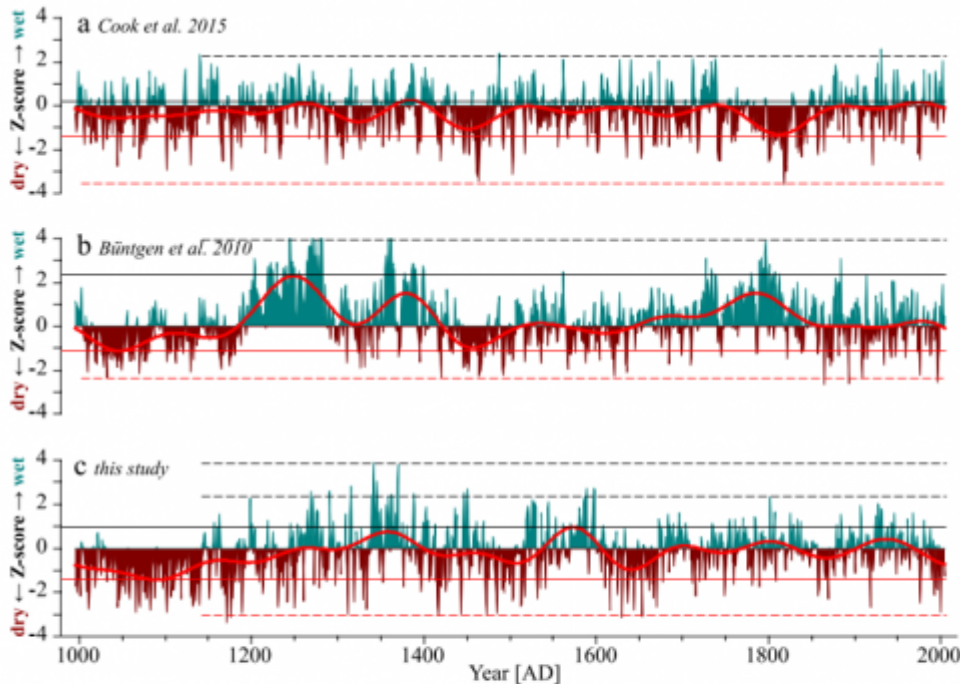 a Cook et al. 2015
4
2
0
-2
-4
dry ← Z-score → wet
b Büntgen et al. 2010
4
2
0
-2
-4
dry ← Z-score → wet
c this study
4
2
0
-2
-4
dry ← Z-score → wet
1000 1200 1400 1600 1800 2000
Year [AD]